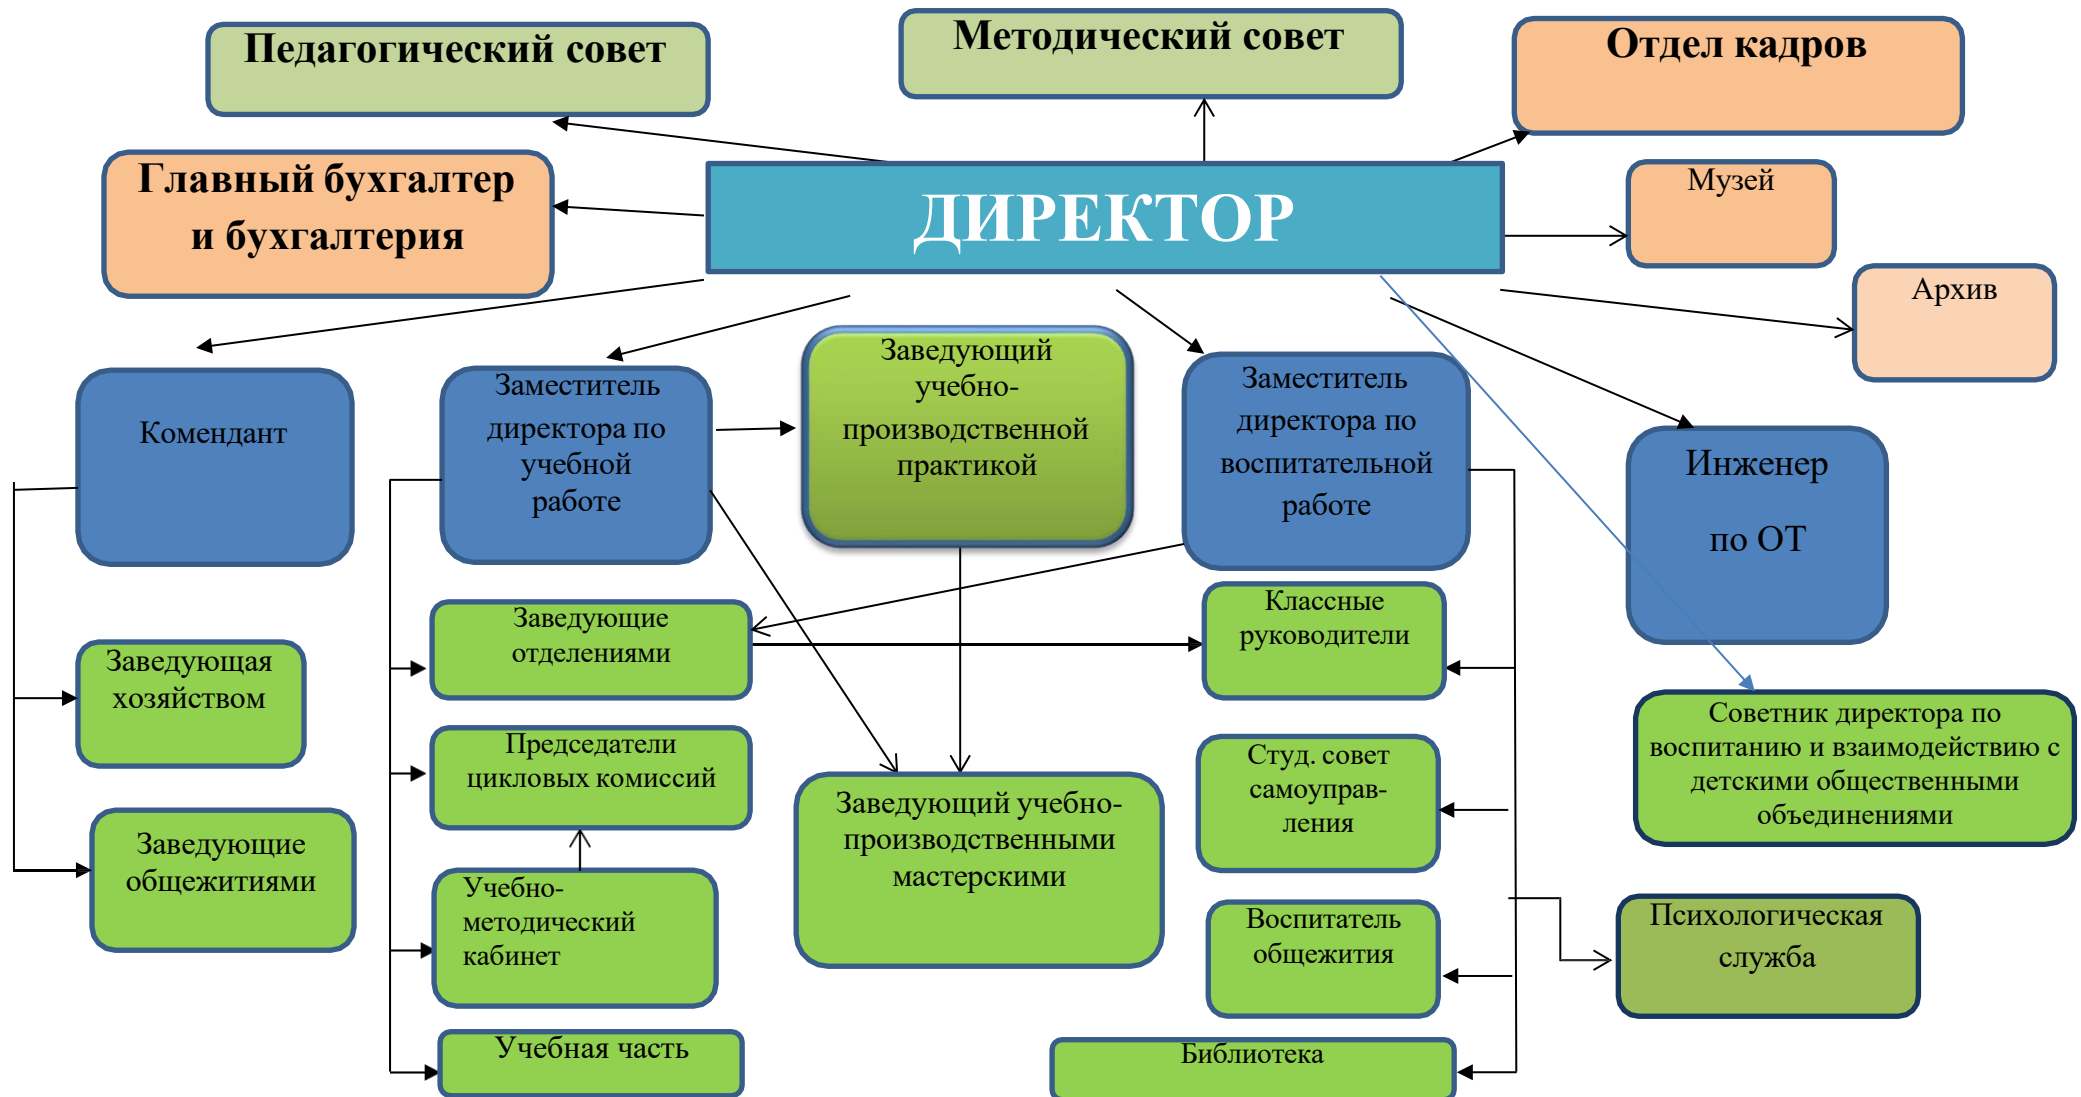 Педагогический совет
Методический совет
Отдел кадров
Главный бухгалтер
и бухгалтерия
ДИРЕКТОР
Музей
Архив
Комендант
Заместитель
директора по
учебной
работе
Заведующий
учебно-
производственной
практикой
Заместитель
директора по
воспитательной
работе
Инженер
по ОТ
Заведующая
хозяйством
Заведующие
общежитиями
Заведующие
отделениями
Председатели
цикловых комиссий
Учебно-
методический
кабинет
Учебная часть
Заведующий учебно-
производственными
мастерскими
Классные
руководители
Студ. совет
самоуправ-
ления
Воспитатель
общежития
Библиотека
Советник директора по
воспитанию и взаимодействию с
детскими общественными
объединениями
Психологическая
служба